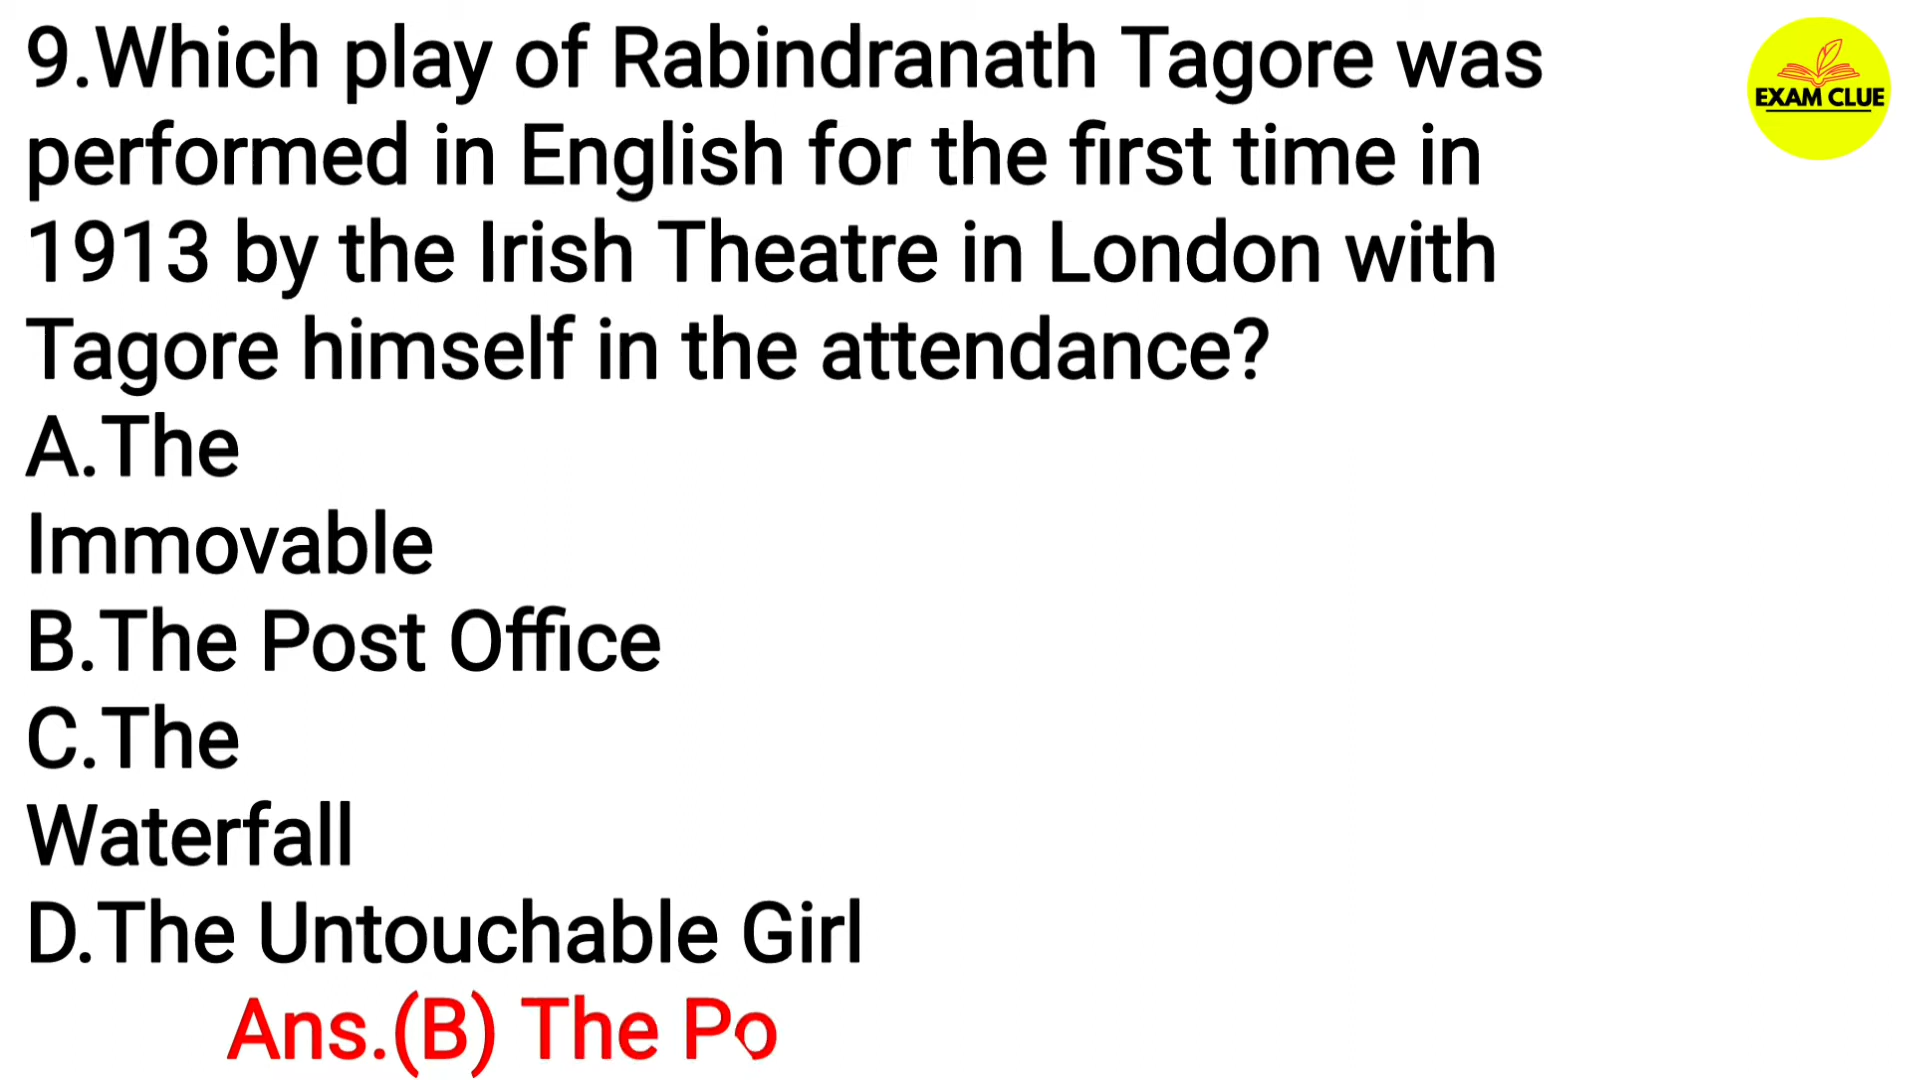 9.Which play of Rabindranath Tagore was
performed in English for the first time in
1913 by the Irish Theatre in London with
Tagore himself in the attendance?
A.The
Immovable
B.The Post Office
C.The
Waterfall
D.The Untouchable Girl
Ans.(B) The Po
EXAM CLUE